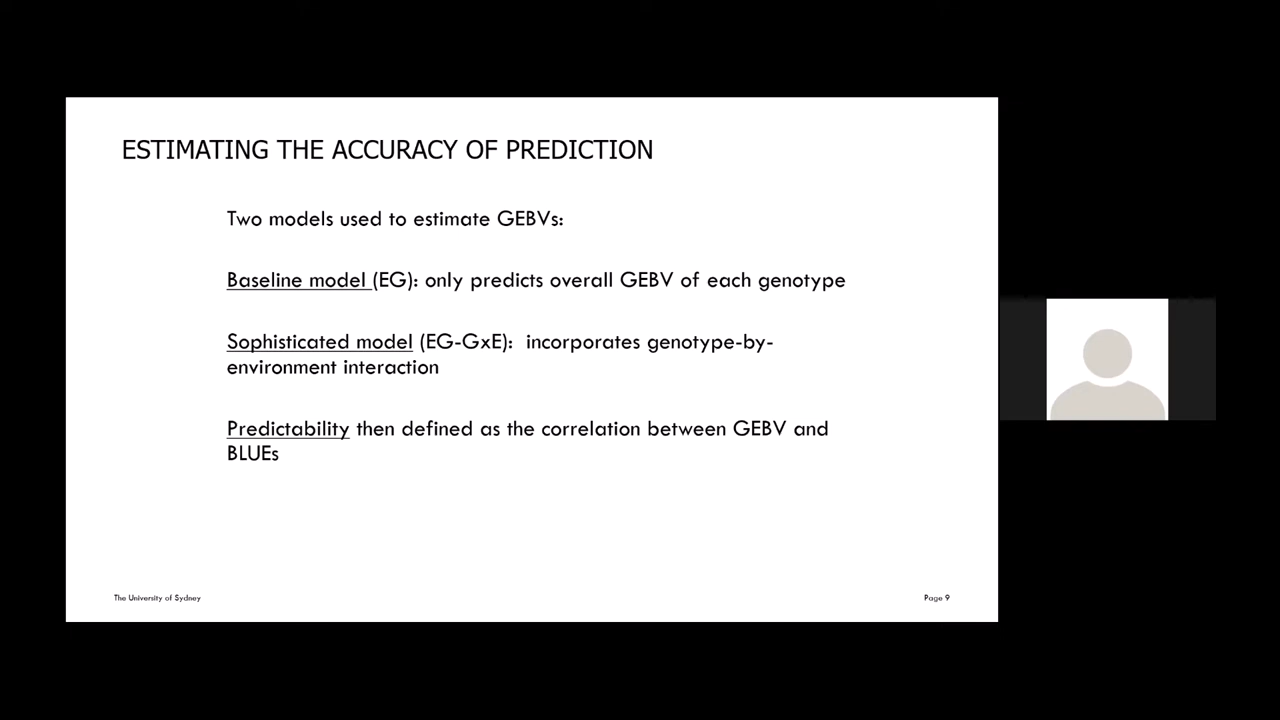 ESTIMATING THE ACCURACY OF PREDICTION
Two models used to estimate GEBVs:
Baseline model (EG): only predicts overall GEBV of each genotype
Sophisticated model (EG-GxE):  incorporates genotype-by-
environment interaction
Predictability then defined as the correlation between GEBV and
BLUEs
The University of Sydney
Page 9